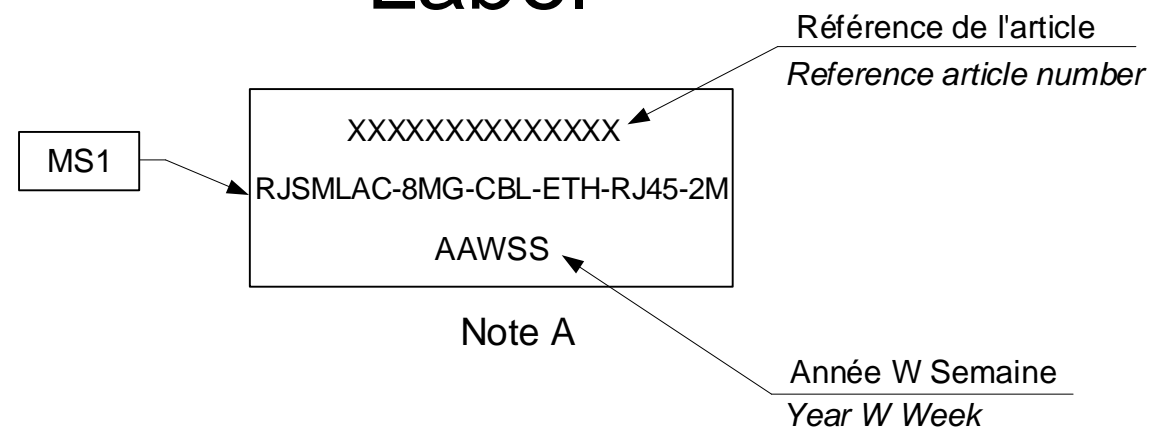 Label
Référence de l'article
Reference article number
XXXXXXXXXXXXXX
MS1
RJSMLAC-8MG-CBL-ETH-RJ45-2M
AAWSS
Note A
Année W Semaine
Year W Week